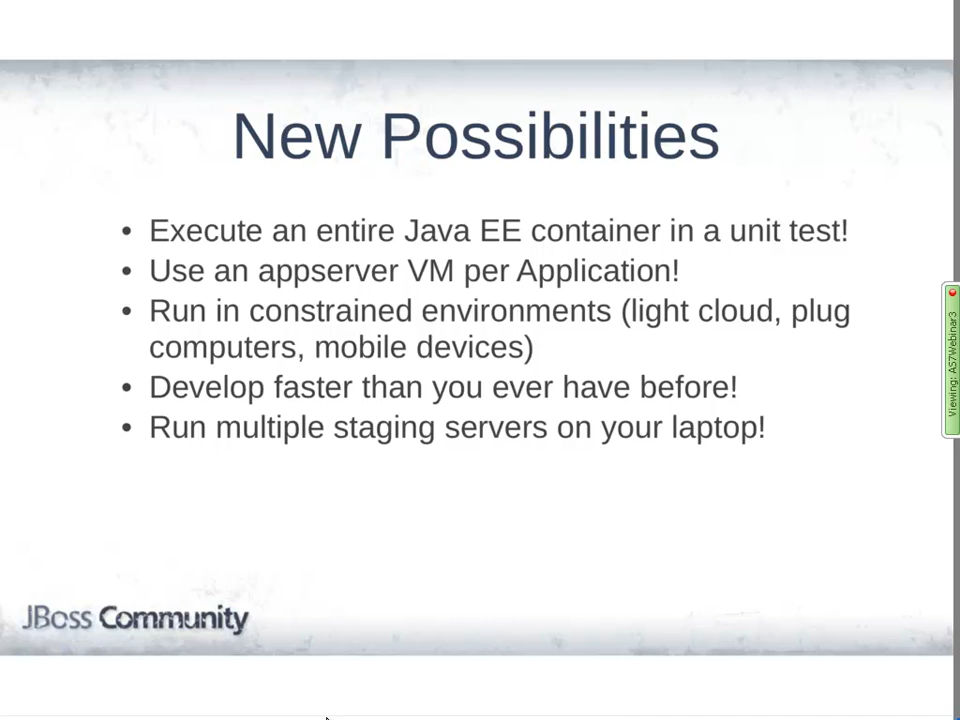 New Possibilities
• Execute an entire Java EE container in a unit test!
• Use an appserver VM per Application!
• Run in constrained environments (light cloud, plug
computers, mobile devices)
• Develop faster than you ever have before!
• Run multiple staging servers on your laptop!
Viewing: AS7Webinar3
JBoss Community